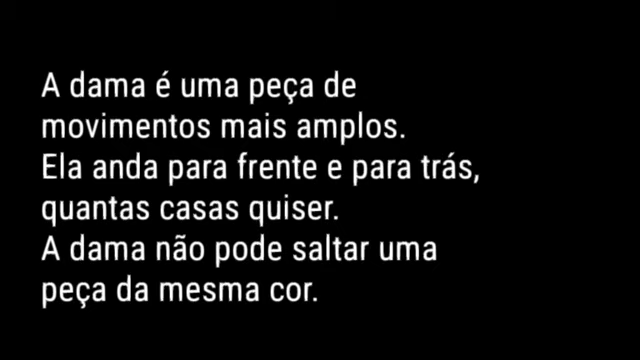 A dama é uma peça de
movimentos mais amplos.
Ela anda para frente e para trás,
quantas casas quiser.
A dama não pode saltar uma
peça da mesma cor.